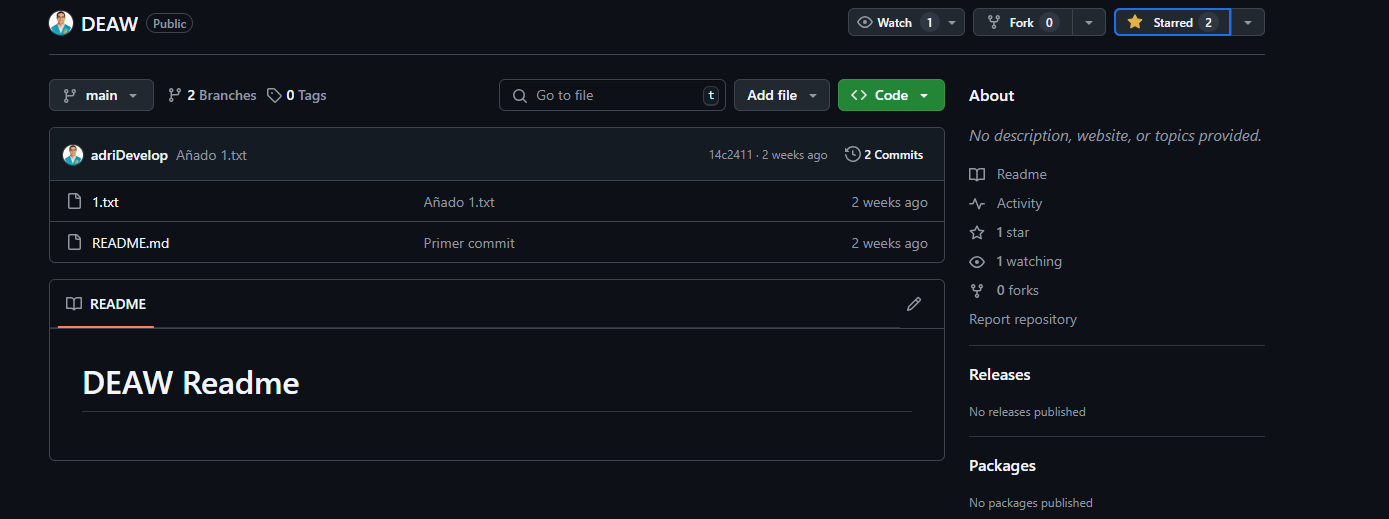 DEAW Public
Watch 1 Fork 0 Starred 2
main 2 Branches 0 Tags Go to file t Add file Code
adriDevelop Añado 1.txt 14c2411 · 2 weeks ago 2 Commits
1.txt Añado 1.txt 2 weeks ago
README.md Primer commit 2 weeks ago
README
DEAW Readme
About
No description, website, or topics provided.
Readme
Activity
1 star
1 watching
0 forks
Report repository
Releases
No releases published
Packages
No packages published